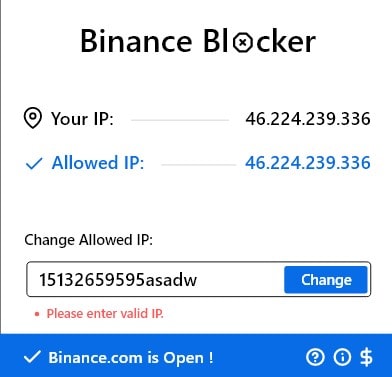 Binance Blocker
Your IP: 46.224.239.336
Allowed IP: 46.224.239.336
Change Allowed IP:
15132659595asadw Change
• Please enter valid IP.
Binance.com is Open ! ? i $